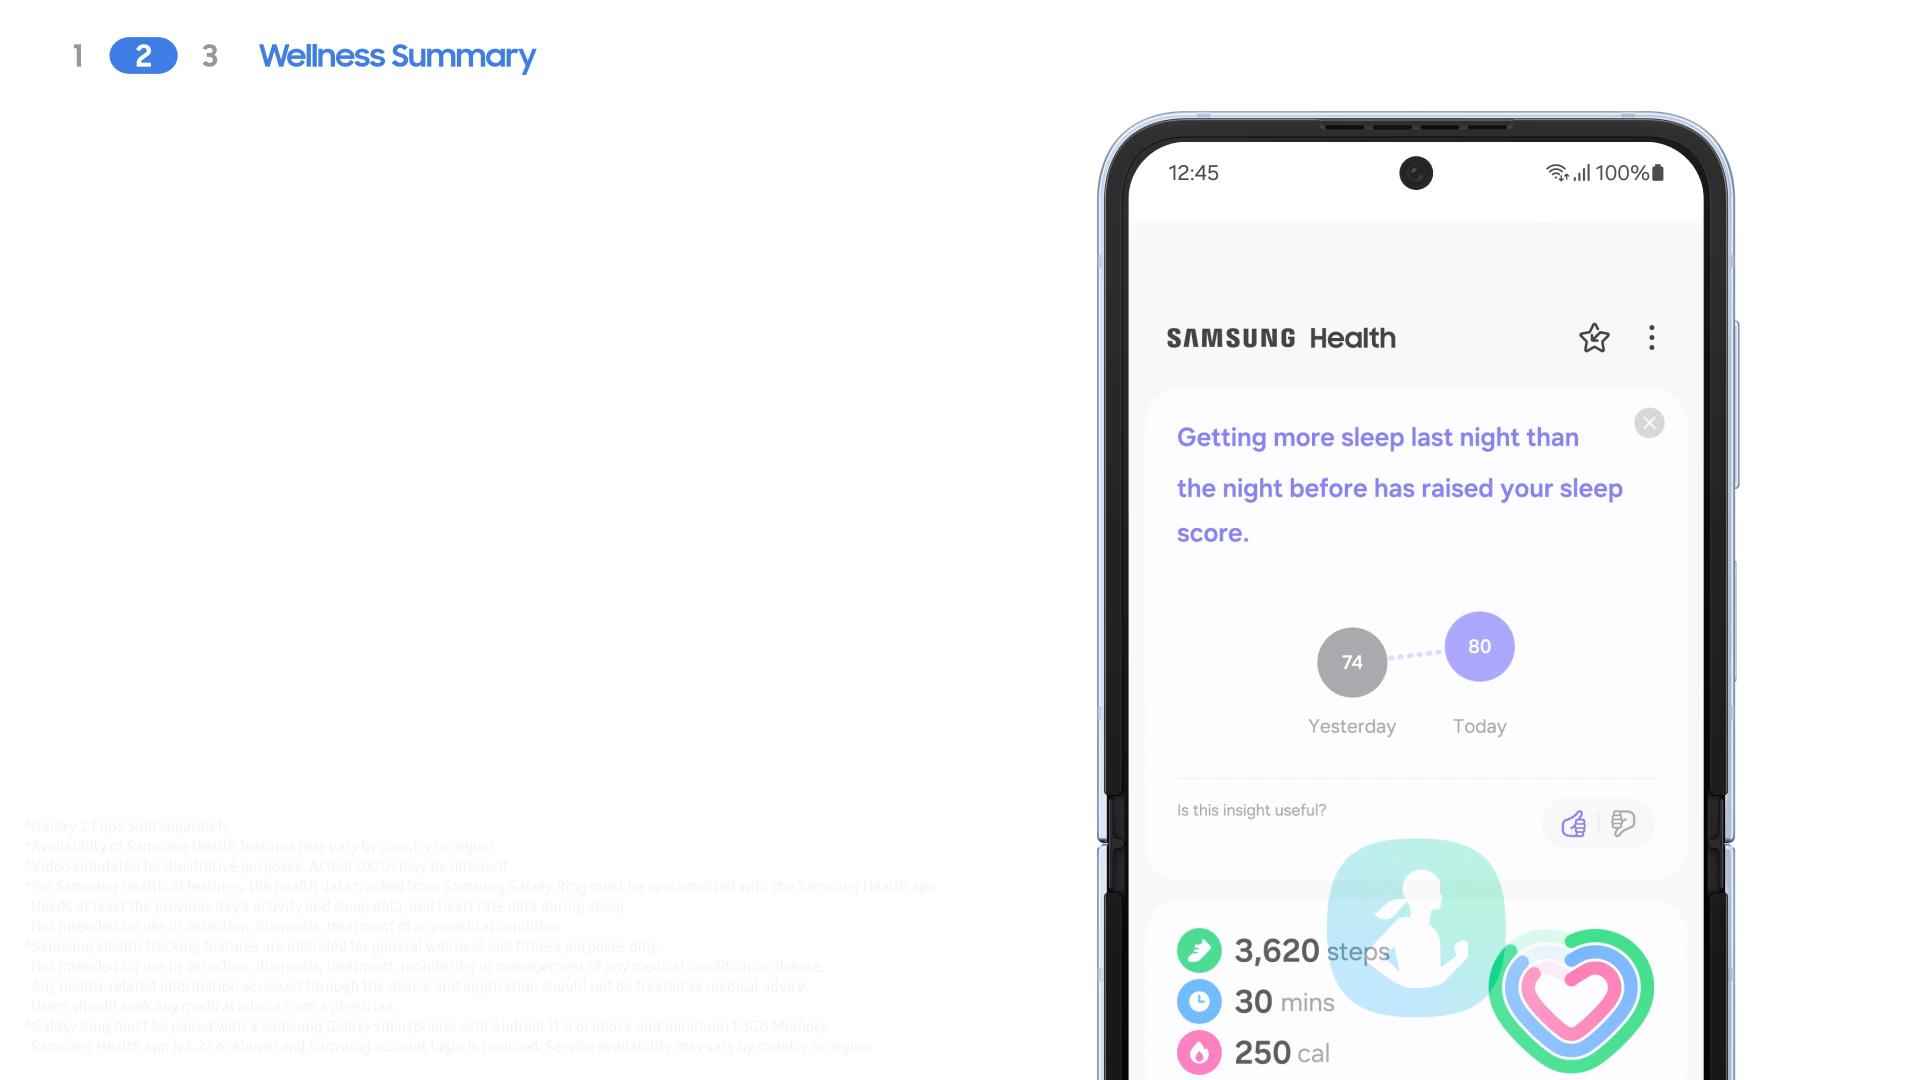 1 2 3 Wellness Summary
12:45 100%
SAMSUNG Health
Getting more sleep last night than
the night before has raised your sleep
score.
74 80
Yesterday Today
Is this insight useful?
3,620 steps
30 mins
250 cal
*Galaxy Z Flip6 sold separately.
*Availability of Samsung Health features may vary by country or region.
*Video simulated for illustrative purposes. Actual UX/UI may be different.
*For Samsung Health AI features, the health data tracked from Samsung Galaxy Ring must be synchronized with the Samsung Health app.
Needs at least the previous day's activity and sleep data, and heart rate data during sleep.
Not intended for use in detection, diagnosis, treatment of any medical condition.
*Samsung Health tracking features are intended for general wellness and fitness purposes only.
Not intended for use in detection, diagnosis, treatment, monitoring or management of any medical condition or disease.
Any health-related information accessed through the device and application should not be treated as medical advice.
Users should seek any medical advice from a physician.
*Galaxy Ring must be paired with a Samsung Galaxy smartphone with Android 11.0 or above and minimum 1.5GB Memory.
Samsung Health app (v6.27 or above) and Samsung account login is required. Service availability may vary by country or region.